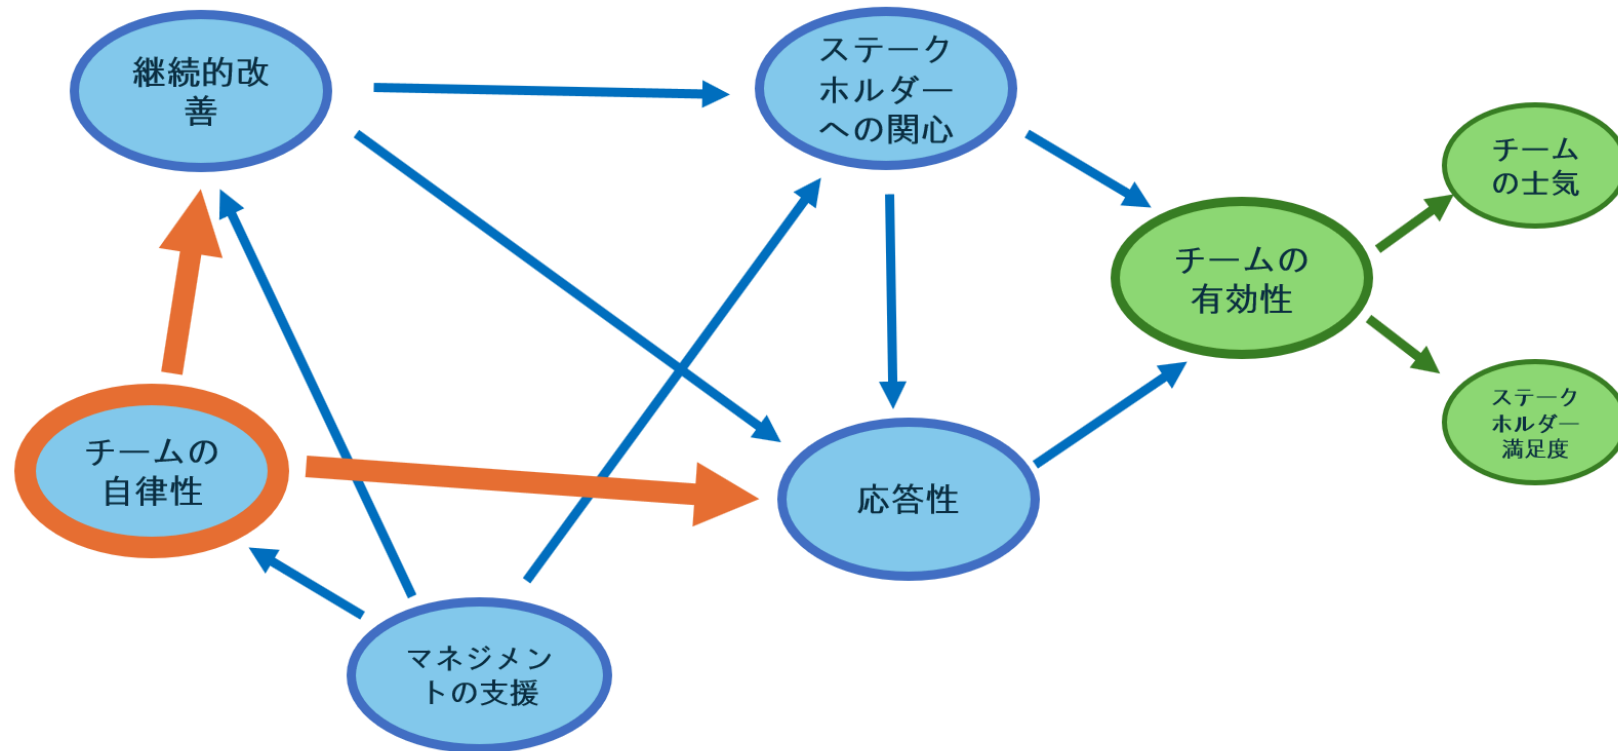 継続的改
善
ステーク
ホルダー
への関心
チーム
の士気
チームの
有効性
ステーク
ホルダー
満足度
チームの
自律性
応答性
マネジメン
トの支援